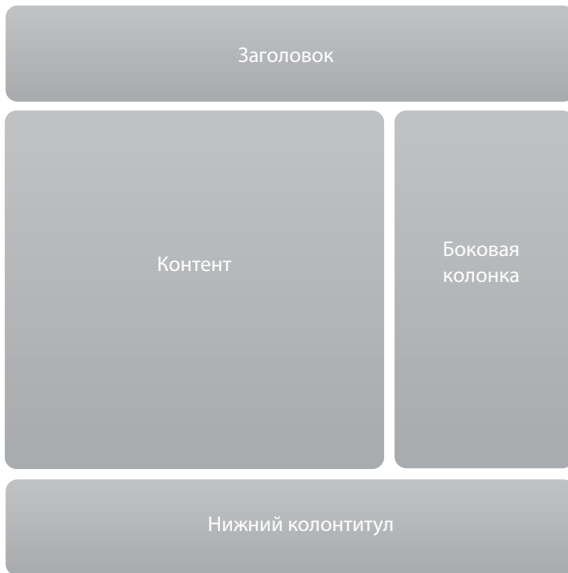 Заголовок
Контент
Боковая
колонка
Нижний колонтитул